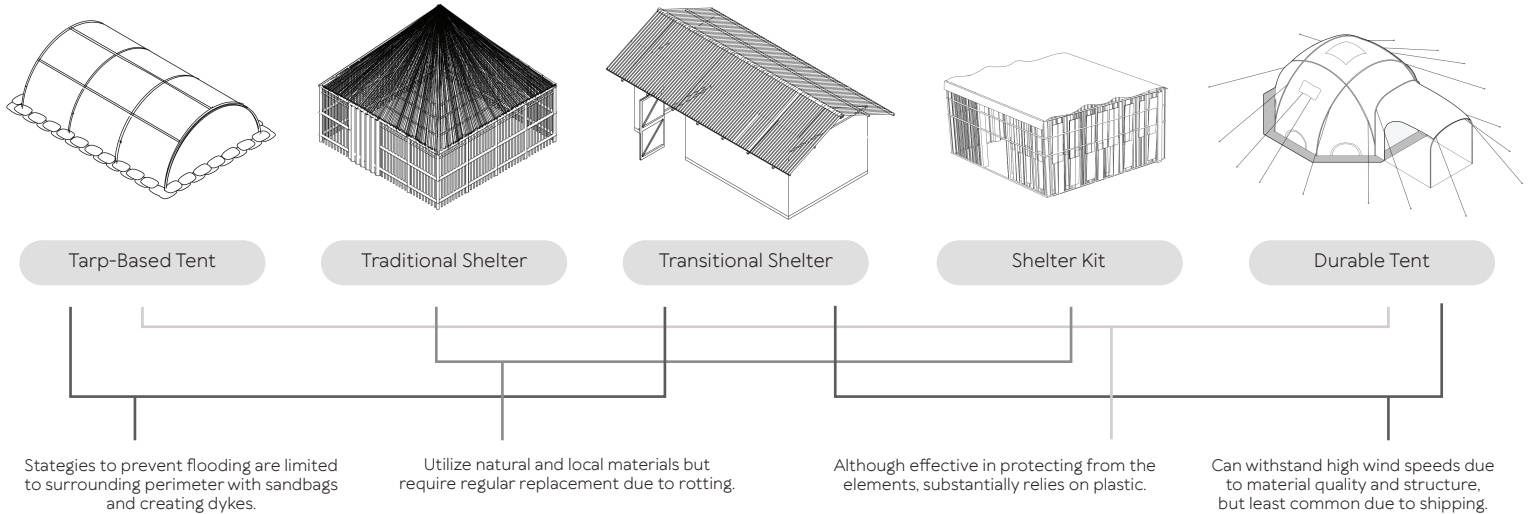 Tarp-Based Tent
Traditional Shelter
Transitional Shelter
Shelter Kit
Durable Tent
Stategies to prevent flooding are limited
to surrounding perimeter with sandbags
and creating dykes.
Utilize natural and local materials but
require regular replacement due to rotting.
Although effective in protecting from the
elements, substantially relies on plastic.
Can withstand high wind speeds due
to material quality and structure,
but least common due to shipping.